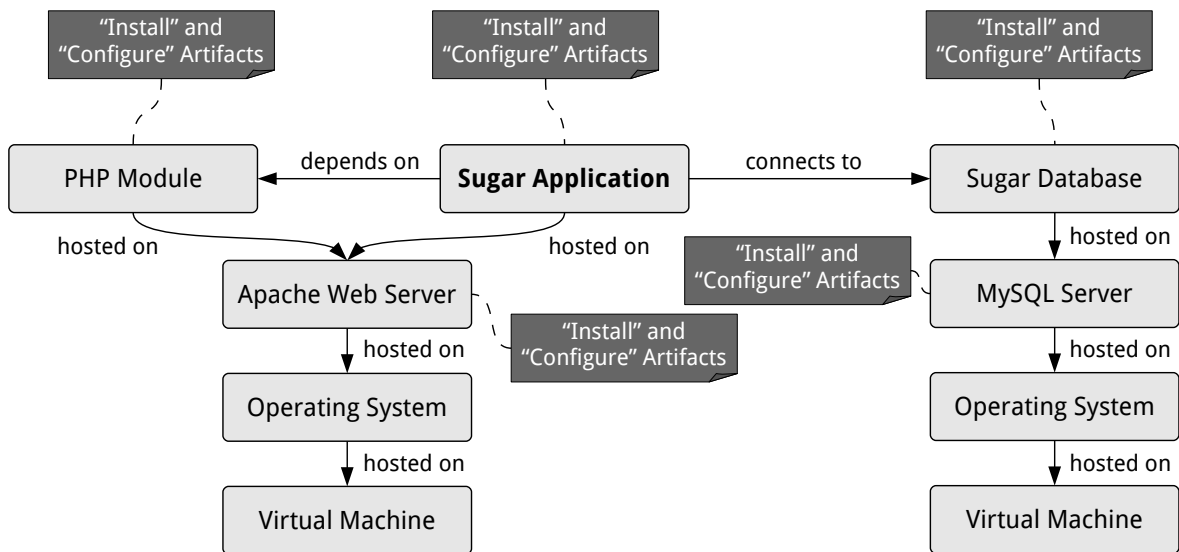 “Install” and
“Configure” Artifacts
“Install” and
“Configure” Artifacts
“Install” and
“Configure” Artifacts
PHP Module
depends on
Sugar Application
connects to
Sugar Database
hosted on
hosted on
hosted on
Apache Web Server
“Install” and
“Configure” Artifacts
“Install” and
“Configure” Artifacts
MySQL Server
hosted on
hosted on
Operating System
Operating System
hosted on
hosted on
Virtual Machine
Virtual Machine